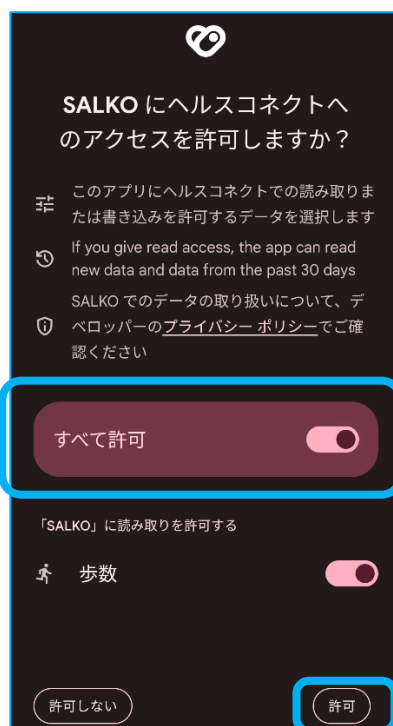 SALKO にヘルスコネクトへ
のアクセスを許可しますか？
このアプリにヘルスコネクトでの読み取りま
たは書き込みを許可するデータを選択します
If you give read access, the app can read
new data and data from the past 30 days
SALKO でのデータの取り扱いについて、デ
ベロッパーのプライバシー ポリシーでご確
認ください
すべて許可
「SALKO」に読み取りを許可する
歩数
許可しない
許可